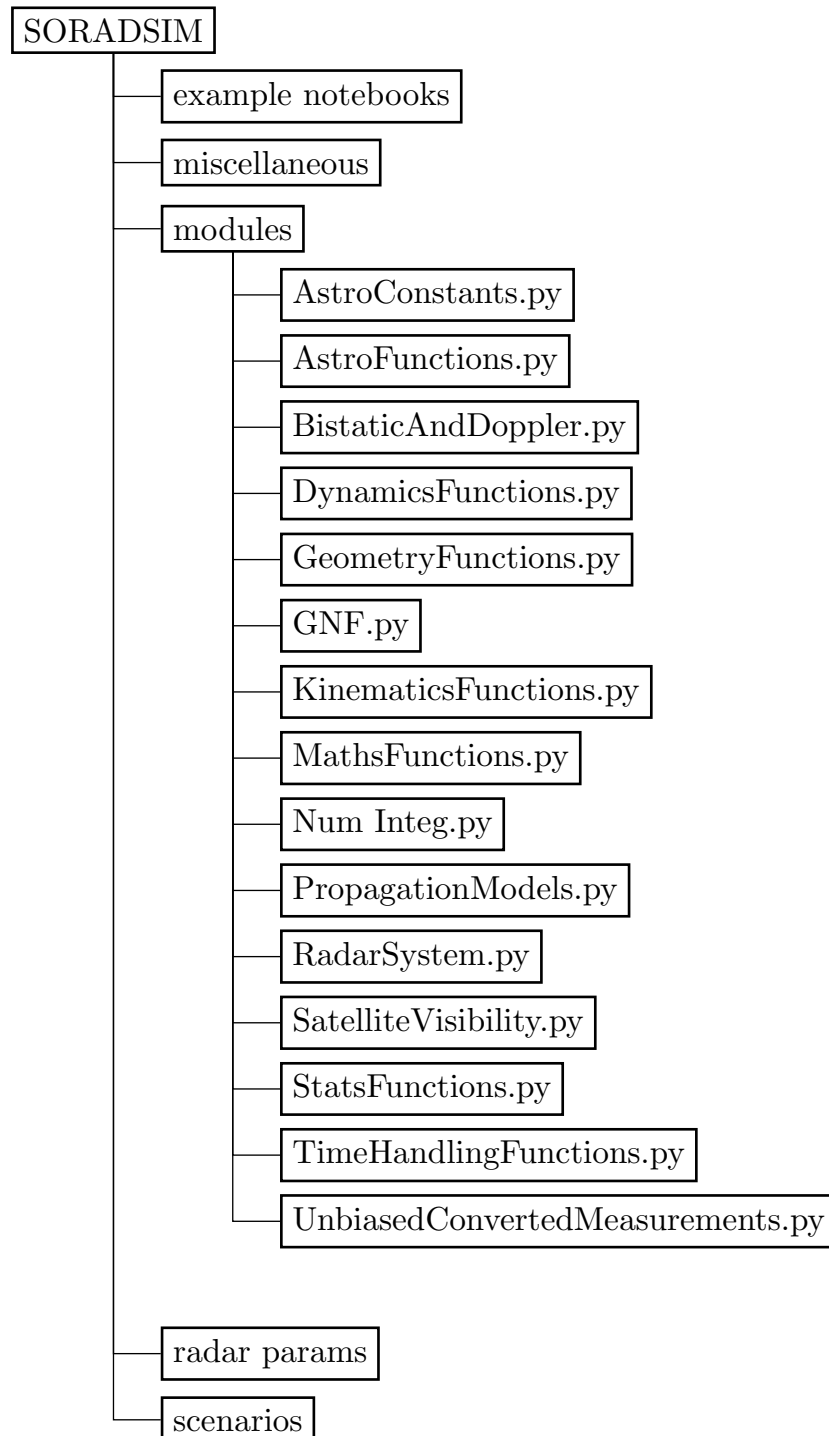 SORADSIM
example notebooks
miscellaneous
modules
AstroConstants.py
AstroFunctions.py
BistaticAndDoppler.py
DynamicsFunctions.py
GeometryFunctions.py
GNF.py
KinematicsFunctions.py
MathsFunctions.py
Num Integ.py
PropagationModels.py
RadarSystem.py
SatelliteVisibility.py
StatsFunctions.py
TimeHandlingFunctions.py
UnbiasedConvertedMeasurements.py
radar params
scenarios